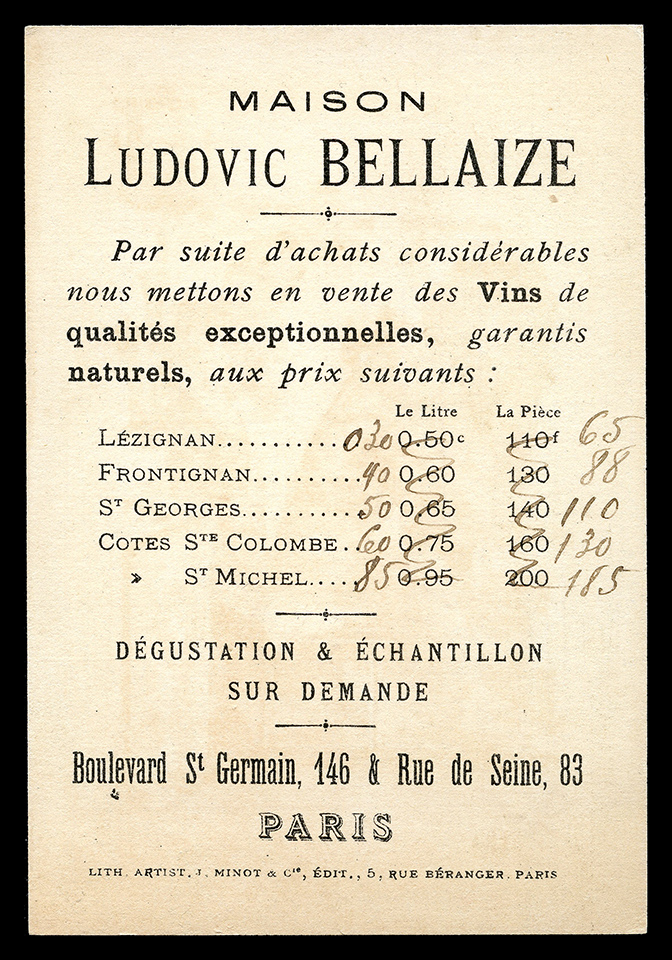 MAISON
LUDOVIC BELLAIZE
Par suite d'achats considérables
nous mettons en vente des Vins de
qualités exceptionnelles, garantis
naturels, aux prix suivants :
Le Litre La Pièce
LÉZIGNAN........... 030 0.50c 110f 65
FRONTIGNAN.......... 40 0.60 130 88
ST GEORGES.......... 50 0.65 140 110
COTES STE COLOMBE.. 60 0.75 160 130
» ST MICHEL.... 85 0.95 200 185
DÉGUSTATION & ÉCHANTILLON
SUR DEMANDE
Boulevard St Germain, 146 & Rue de Seine, 83
PARIS
LITH. ARTIST. J. MINOT & Cie, ÉDIT., 5, RUE BÉRANGER. PARIS